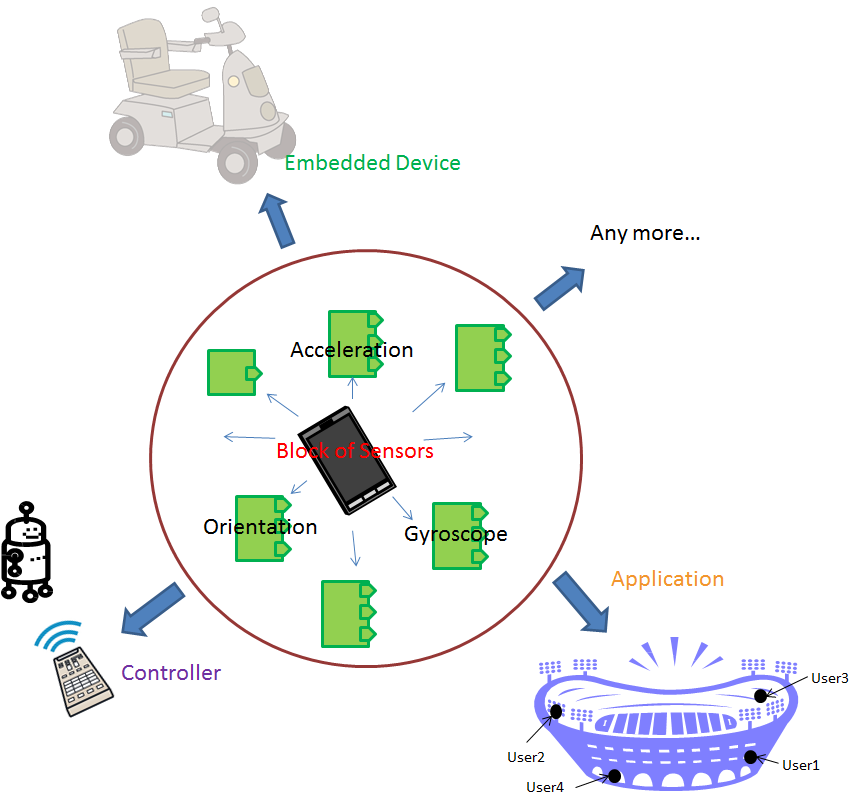 Embedded Device
Any more...
Acceleration
Block of Sensors
Orientation
Gyroscope
Application
Controller
User3
User2
User1
User4